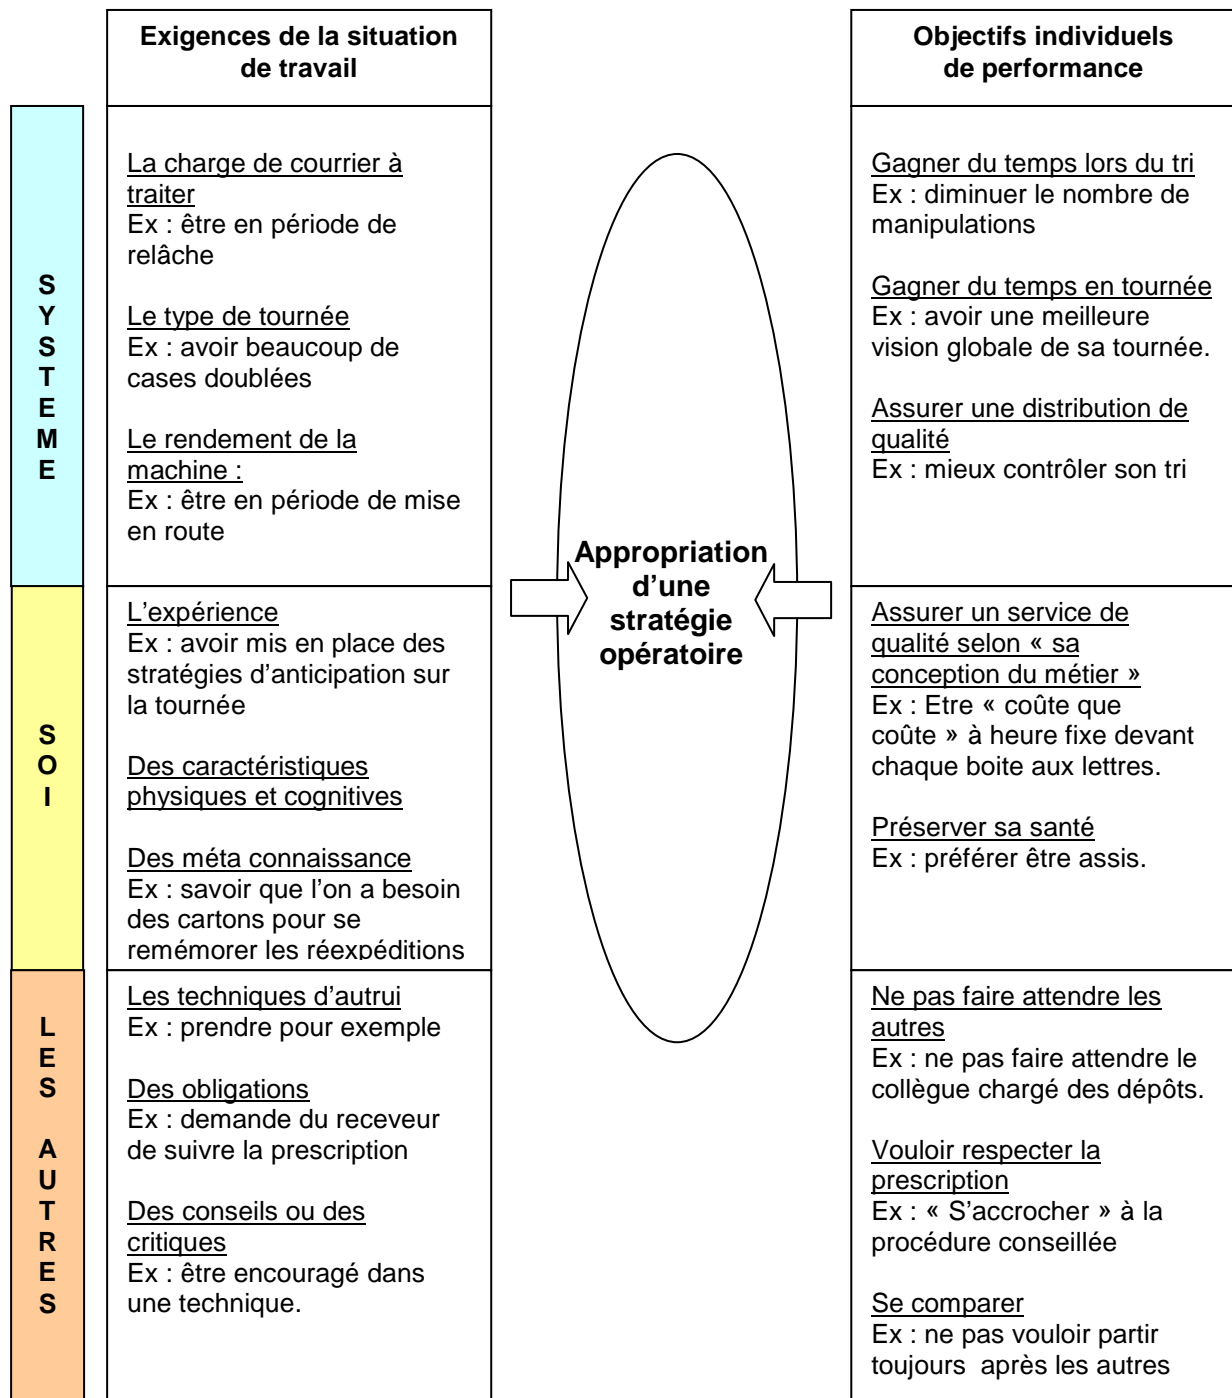 Exigences de la situation
de travail
Objectifs individuels
de performance
SYSTEME
La charge de courrier à
traiter
Ex : être en période de
relâche
Le type de tournée
Ex : avoir beaucoup de
cases doublées
Le rendement de la
machine :
Ex : être en période de mise
en route
Gagner du temps lors du tri
Ex : diminuer le nombre de
manipulations
Gagner du temps en tournée
Ex : avoir une meilleure
vision globale de sa tournée.
Assurer une distribution de
qualité
Ex : mieux contrôler son tri
Appropriation
d’une
stratégie
opératoire
SOI
L’expérience
Ex : avoir mis en place des
stratégies d’anticipation sur
la tournée
Des caractéristiques
physiques et cognitives
Des méta connaissance
Ex : savoir que l’on a besoin
des cartons pour se
remémorer les réexpéditions
Assurer un service de
qualité selon « sa
conception du métier »
Ex : Etre « coûte que
coûte » à heure fixe devant
chaque boite aux lettres.
Préserver sa santé
Ex : préférer être assis.
LES AUTRES
Les techniques d’autrui
Ex : prendre pour exemple
Des obligations
Ex : demande du receveur
de suivre la prescription
Des conseils ou des
critiques
Ex : être encouragé dans
une technique.
Ne pas faire attendre les
autres
Ex : ne pas faire attendre le
collègue chargé des dépôts.
Vouloir respecter la
prescription
Ex : « S’accrocher » à la
procédure conseillée
Se comparer
Ex : ne pas vouloir partir
toujours  après les autres